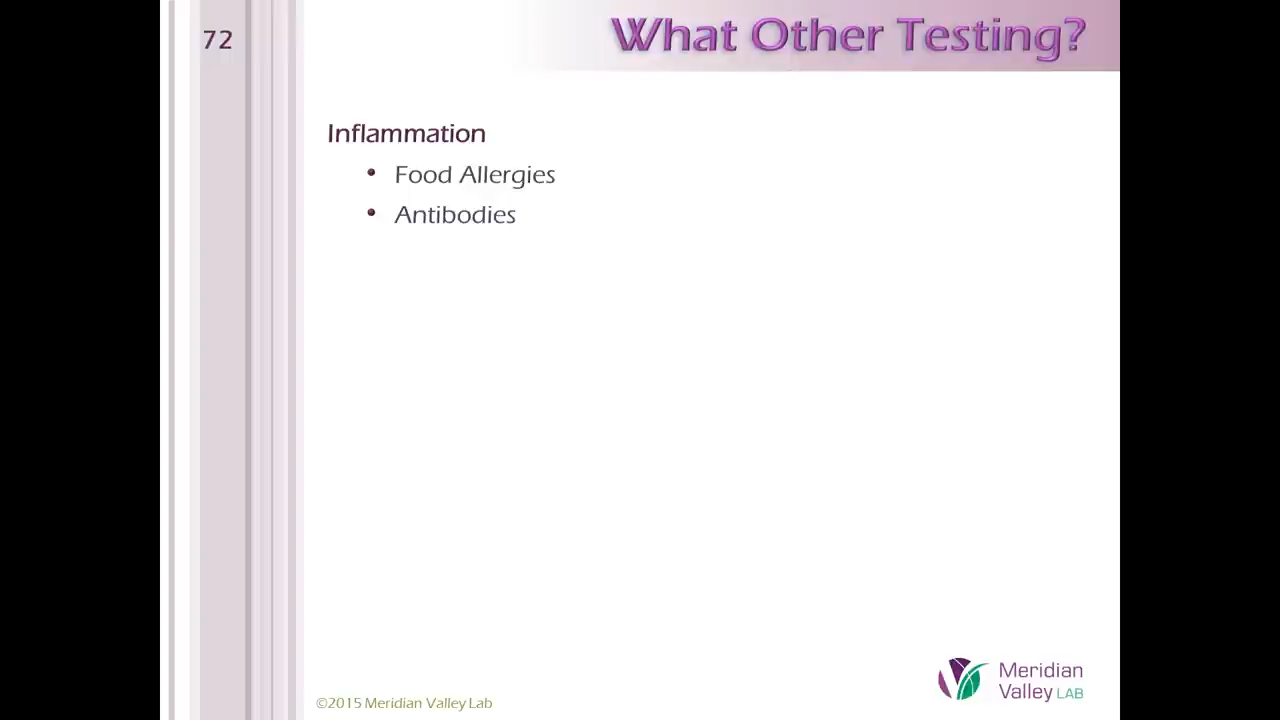 72
What Other Testing?
Inflammation
• Food Allergies
• Antibodies
©2015 Meridian Valley Lab
Meridian
Valley LAB